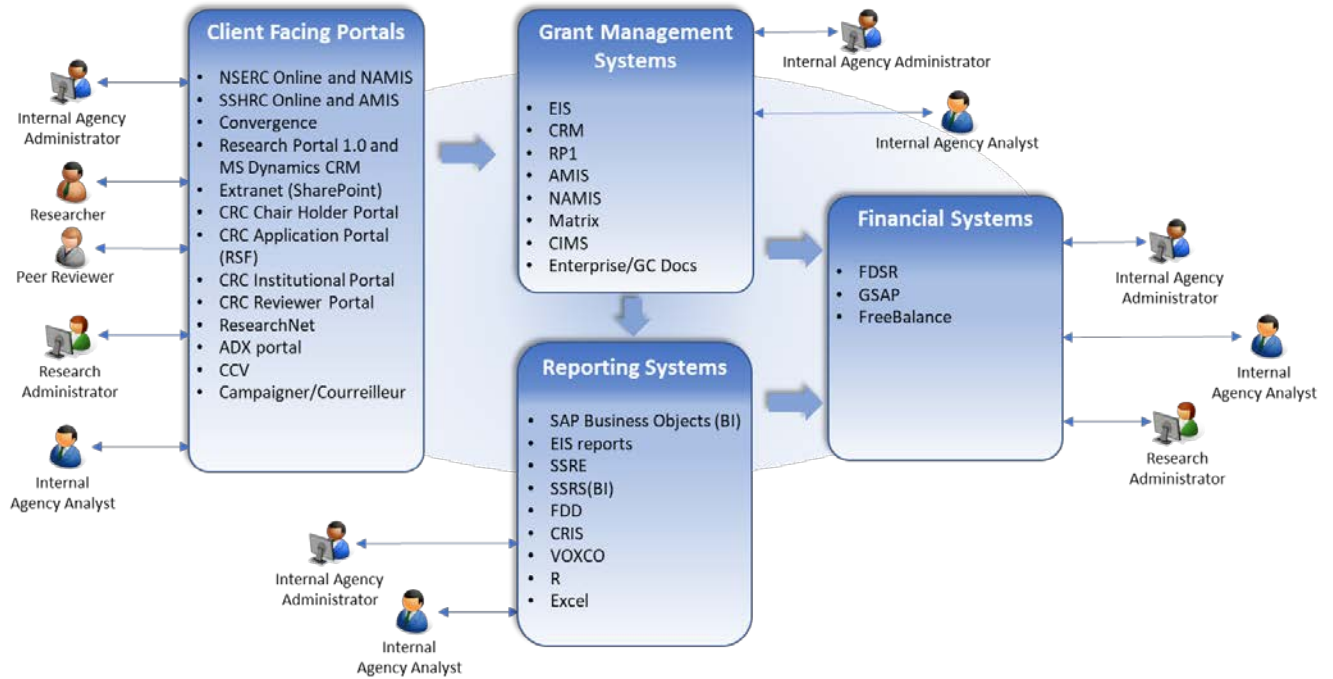 Client Facing Portals
• NSERC Online and NAMIS
• SSHRC Online and AMIS
• Convergence
• Research Portal 1.0 and
MS Dynamics CRM
• Extranet (SharePoint)
• CRC Chair Holder Portal
• CRC Application Portal
(RSF)
• CRC Institutional Portal
• CRC Reviewer Portal
• ResearchNet
• ADX portal
• CCV
• Campaigner/Courreilleur
Internal Agency
Administrator
Researcher
Peer Reviewer
Research
Administrator
Internal
Agency Analyst
Grant Management
Systems
• EIS
• CRM
• RP1
• AMIS
• NAMIS
• Matrix
• CIMS
• Enterprise/GC Docs
Internal Agency Administrator
Internal Agency Analyst
Reporting Systems
• SAP Business Objects (BI)
• EIS reports
• SSRE
• SSRS(BI)
• FDD
• CRIS
• VOXCO
• R
• Excel
Internal Agency
Administrator
Internal
Agency Analyst
Financial Systems
• FDSR
• GSAP
• FreeBalance
Internal Agency
Administrator
Internal
Agency Analyst
Research
Administrator